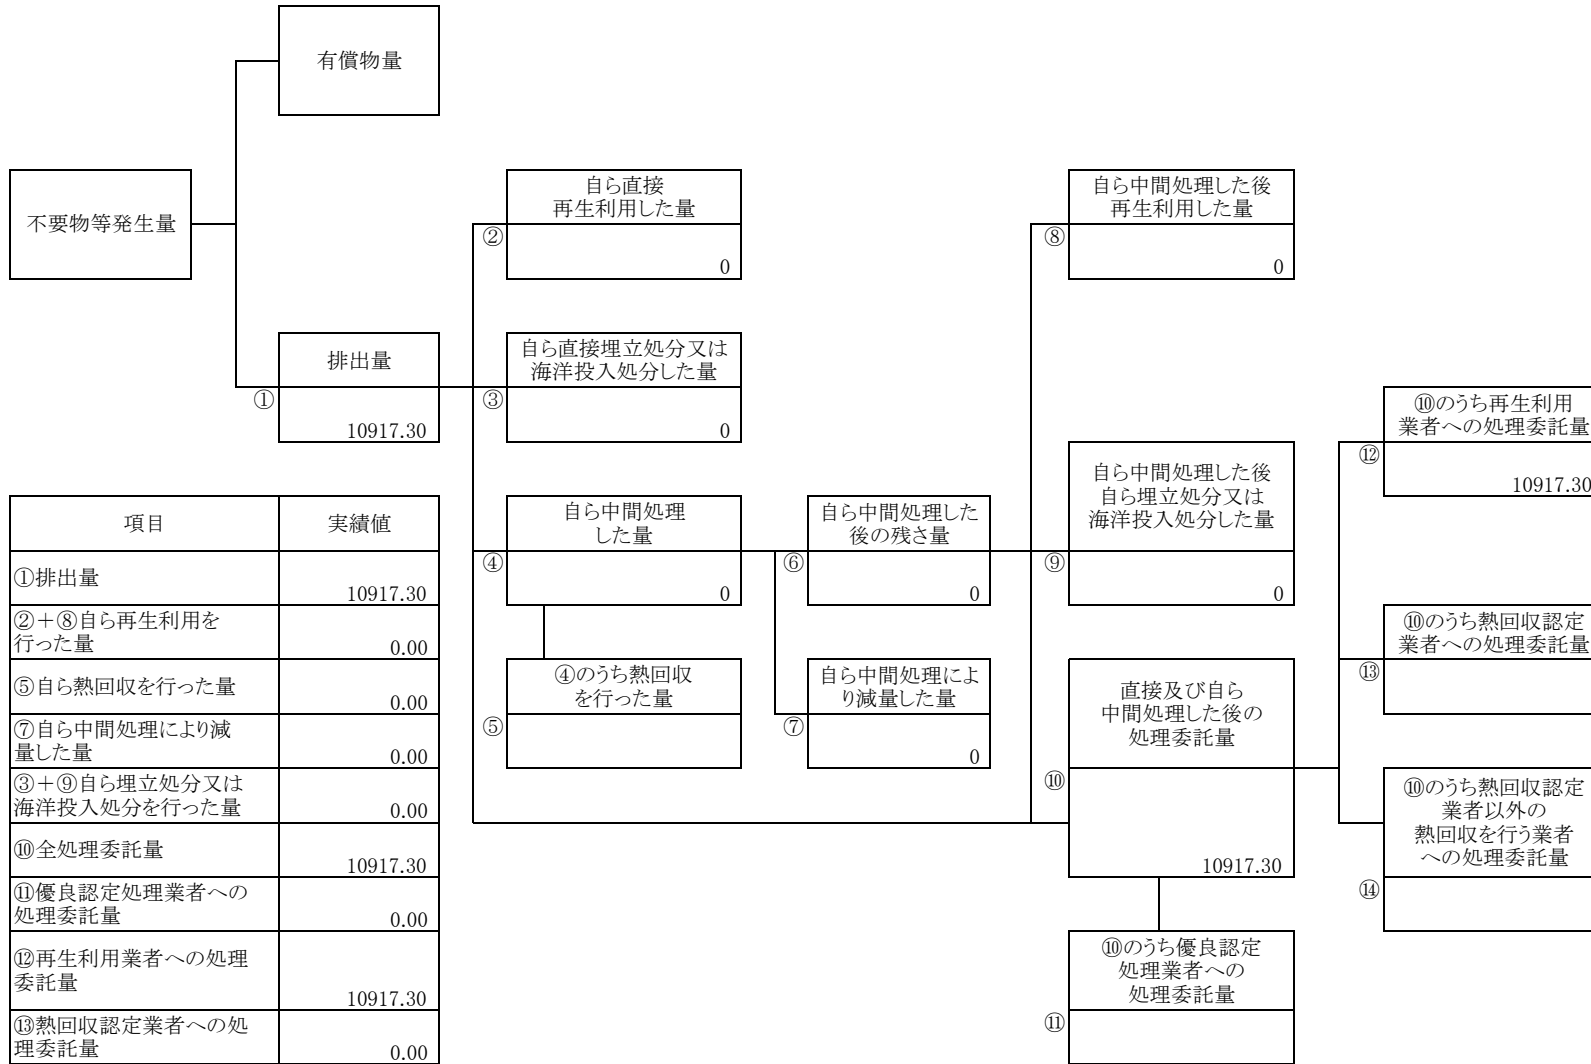 有償物量
不要物等発生量
自ら直接
再生利用した量
②
0
自ら中間処理した後
再生利用した量
⑧
0
排出量
①
10917.30
自ら直接埋立処分又は
海洋投入処分した量
③
0
⑩のうち再生利用
業者への処理委託量
⑫
10917.30
自ら中間処理
した量
④
0
自ら中間処理した
後の残さ量
⑥
0
自ら中間処理した後
自ら埋立処分又は
海洋投入処分した量
⑨
0
⑩のうち熱回収認定
業者への処理委託量
⑬
④のうち熱回収
を行った量
⑤
自ら中間処理によ
り減量した量
⑦
0
直接及び自ら
中間処理した後の
処理委託量
⑩
10917.30
⑩のうち熱回収認定
業者以外の
熱回収を行う業者
への処理委託量
⑭
⑩のうち優良認定
処理業者への
処理委託量
⑪
項目 実績値
①排出量 10917.30
②＋⑧自ら再生利用を
行った量 0.00
⑤自ら熱回収を行った量 0.00
⑦自ら中間処理により減
量した量 0.00
③＋⑨自ら埋立処分又は
海洋投入処分を行った量 0.00
⑩全処理委託量 10917.30
⑪優良認定処理業者への
処理委託量 0.00
⑫再生利用業者への処理
委託量 10917.30
⑬熱回収認定業者への処
理委託量 0.00